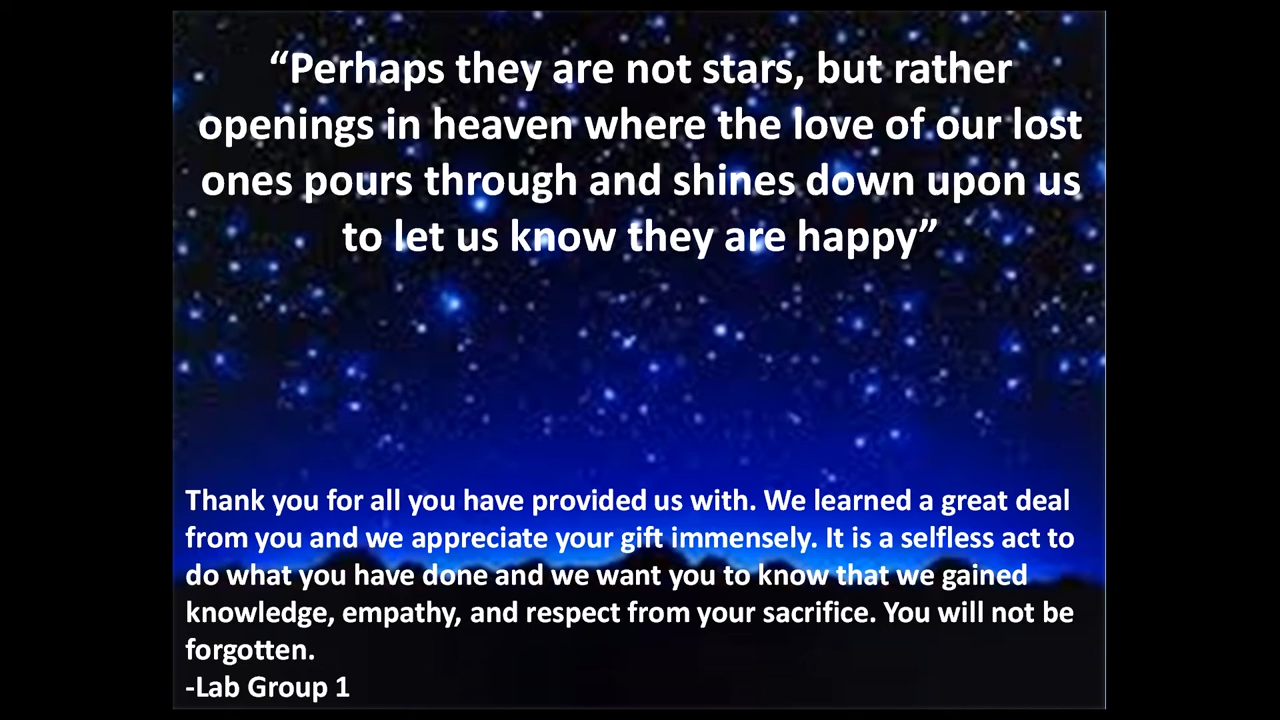 “Perhaps they are not stars, but rather
openings in heaven where the love of our lost
ones pours through and shines down upon us
to let us know they are happy”
Thank you for all you have provided us with. We learned a great deal
from you and we appreciate your gift immensely. It is a selfless act to
do what you have done and we want you to know that we gained
knowledge, empathy, and respect from your sacrifice. You will not be
forgotten.
-Lab Group 1